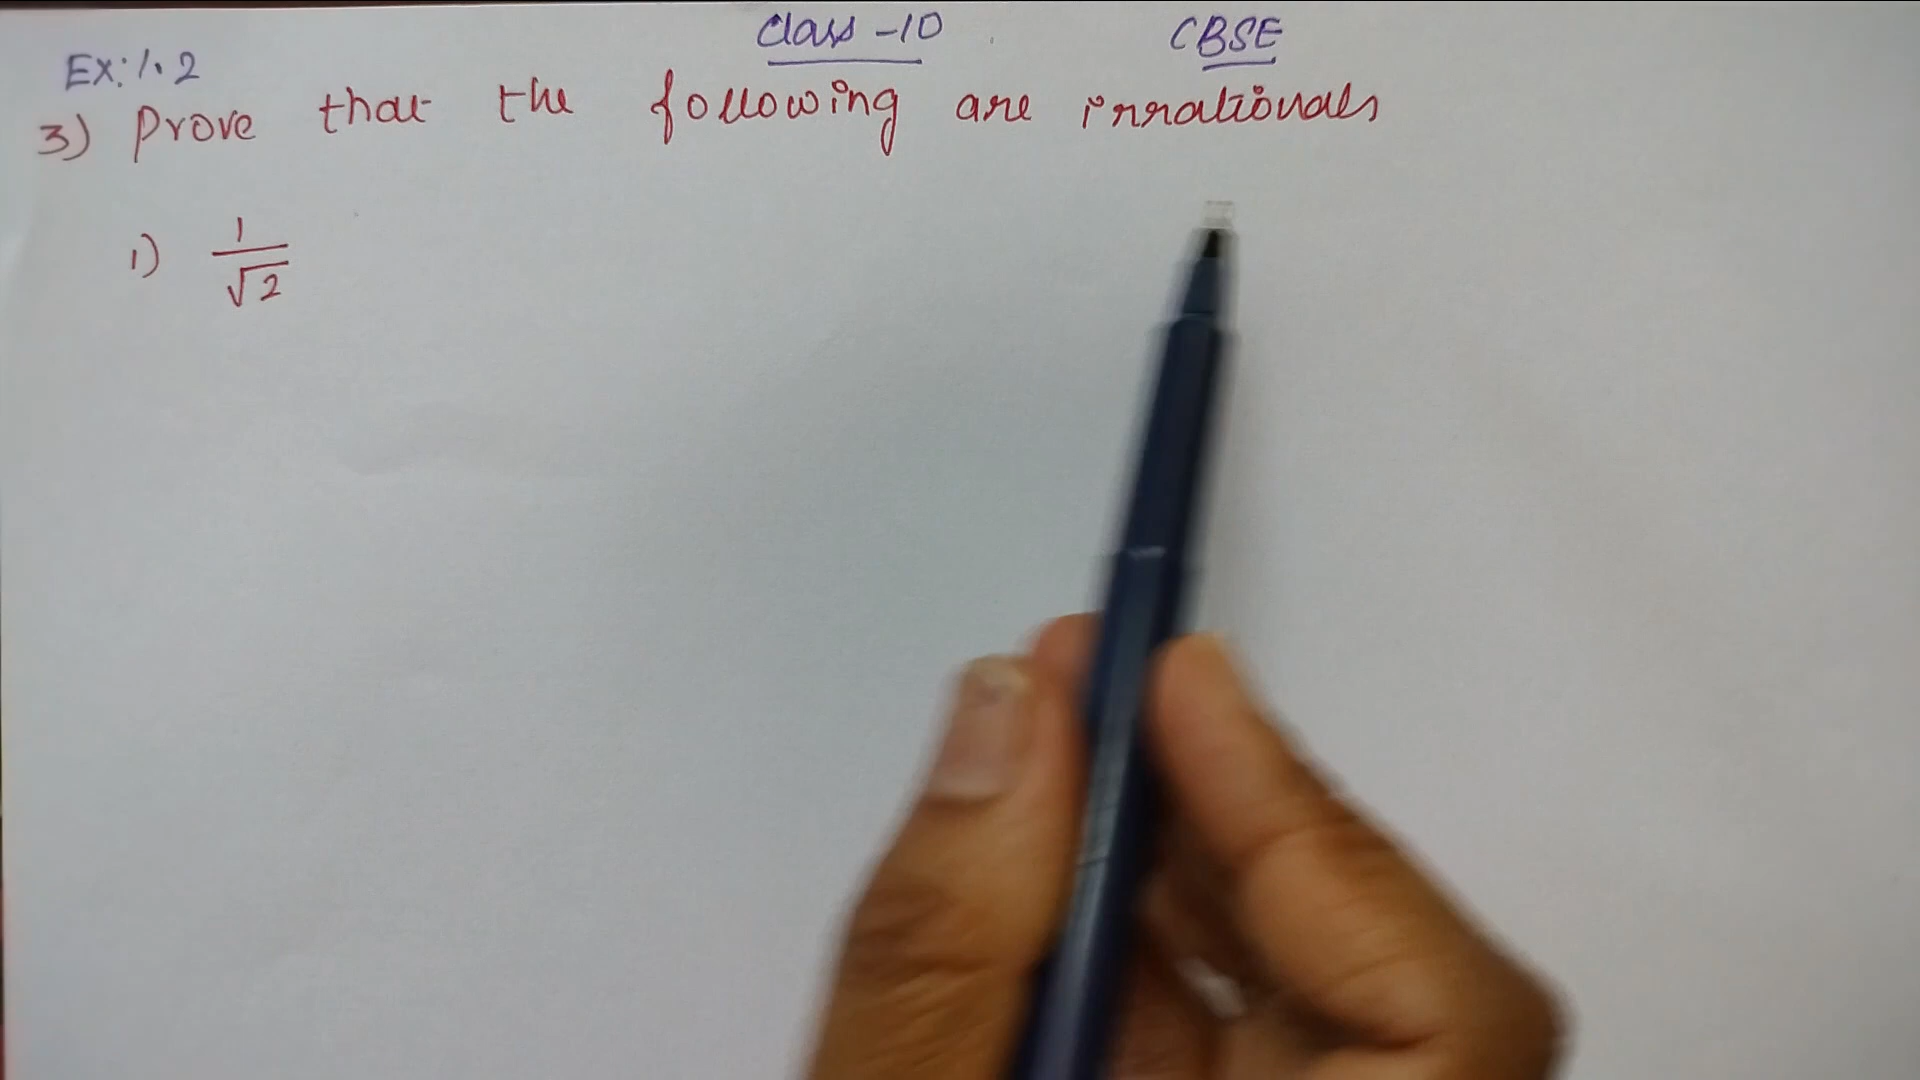 Class-10 CBSE
Ex: 1.2
3) Prove that the following are irrationals
1) 1/√2